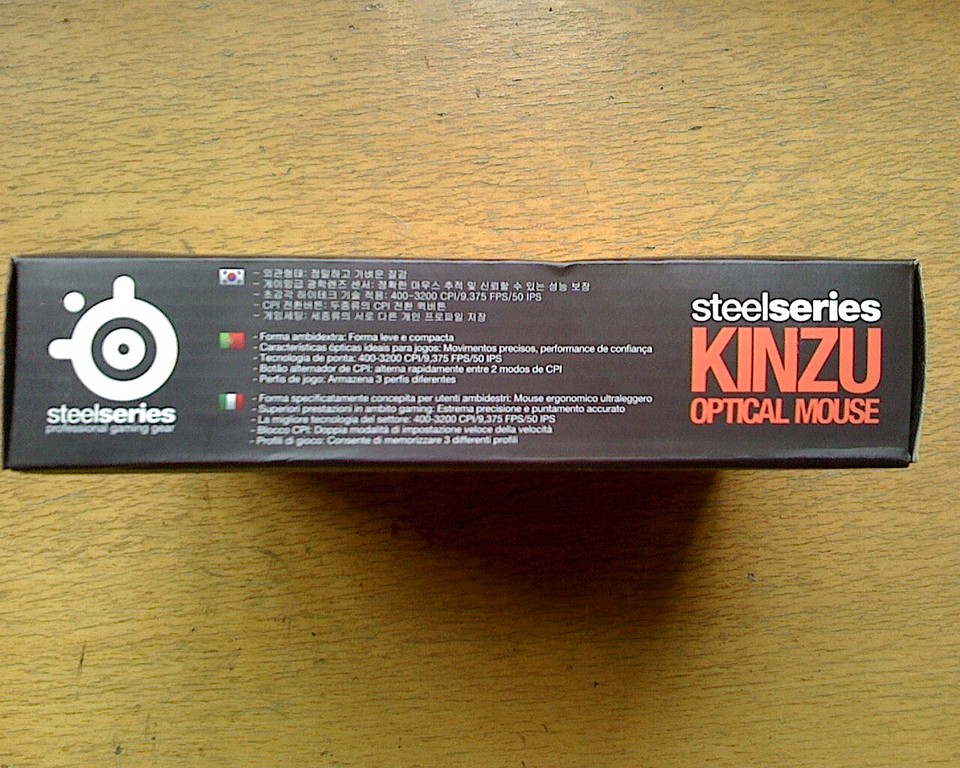 steelseries
professional gaming gear
- 외관형태: 정밀하고 가벼운 질감
- 게이밍급 광학렌즈 센서: 정확한 마우스 추적 및 신뢰할 수 있는 성능 보장
- 초감각 하이테크 기술 적용: 400-3200 CPI/9,375 FPS/50 IPS
- CPI 전환버튼: 두종류의 CPI 전환 퀵버튼
- 게임세팅: 세종류의 서로 다른 개인 프로파일 저장
- Forma ambidextra: Forma leve e compacta
- Características ópticas ideais para jogos: Movimentos precisos, performance de confiança
- Tecnologia de ponta: 400-3200 CPI/9,375 FPS/50 IPS
- Botão alternador de CPI: alterna rapidamente entre 2 modos de CPI
- Perfis de jogo: Armazena 3 perfis diferentes
- Forma specificatamente concepita per utenti ambidestri: Mouse ergonomico ultraleggero
- Superiori prestazioni in ambito gaming: Estrema precisione e puntamento accurato
- La migliore tecnologia del settore: 400-3200 CPI/9,375 FPS/50 IPS
- Blocco CPI: Doppia modalità di impostazione veloce della velocità
- Profili di gioco: Consente di memorizzare 3 differenti profili
steelseries
KINZU
OPTICAL MOUSE